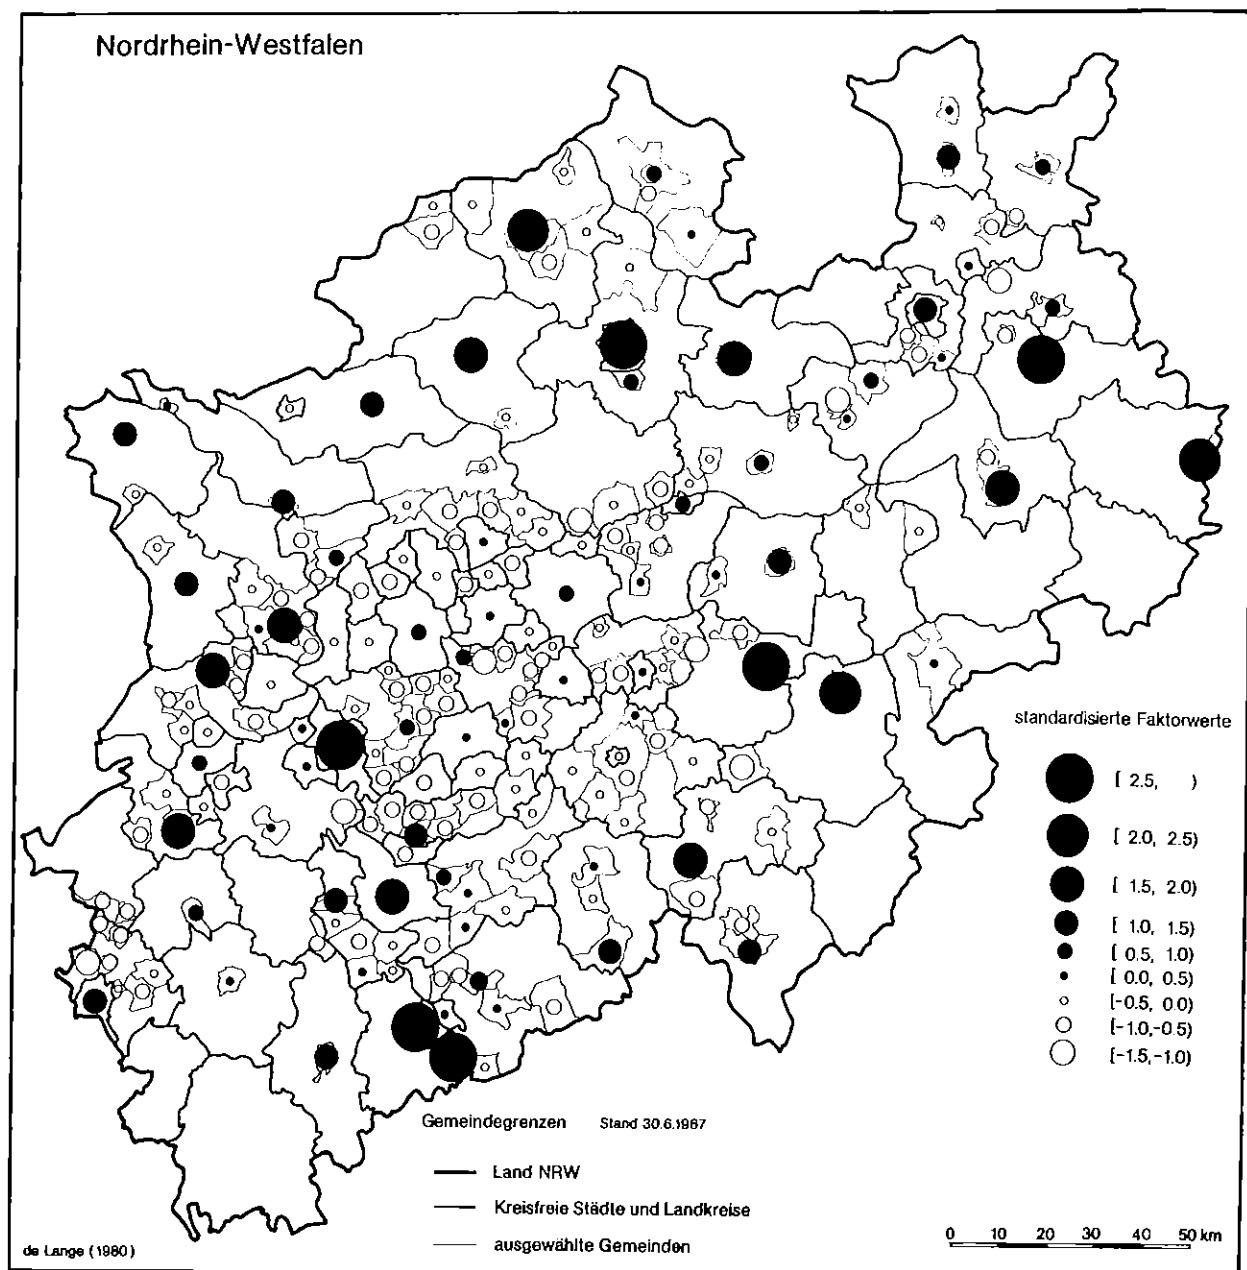 Nordrhein-Westfalen
standardisierte Faktorwerte
[ 2.5, )
[ 2.0, 2.5)
[ 1.5, 2.0)
[ 1.0, 1.5)
[ 0.5, 1.0)
[ 0.0, 0.5)
[-0.5, 0.0)
[-1.0,-0.5)
[-1.5,-1.0)
Gemeindegrenzen Stand 30.6.1967
Land NRW
Kreisfreie Städte und Landkreise
ausgewählte Gemeinden
0 10 20 30 40 50 km
de Lange (1980)